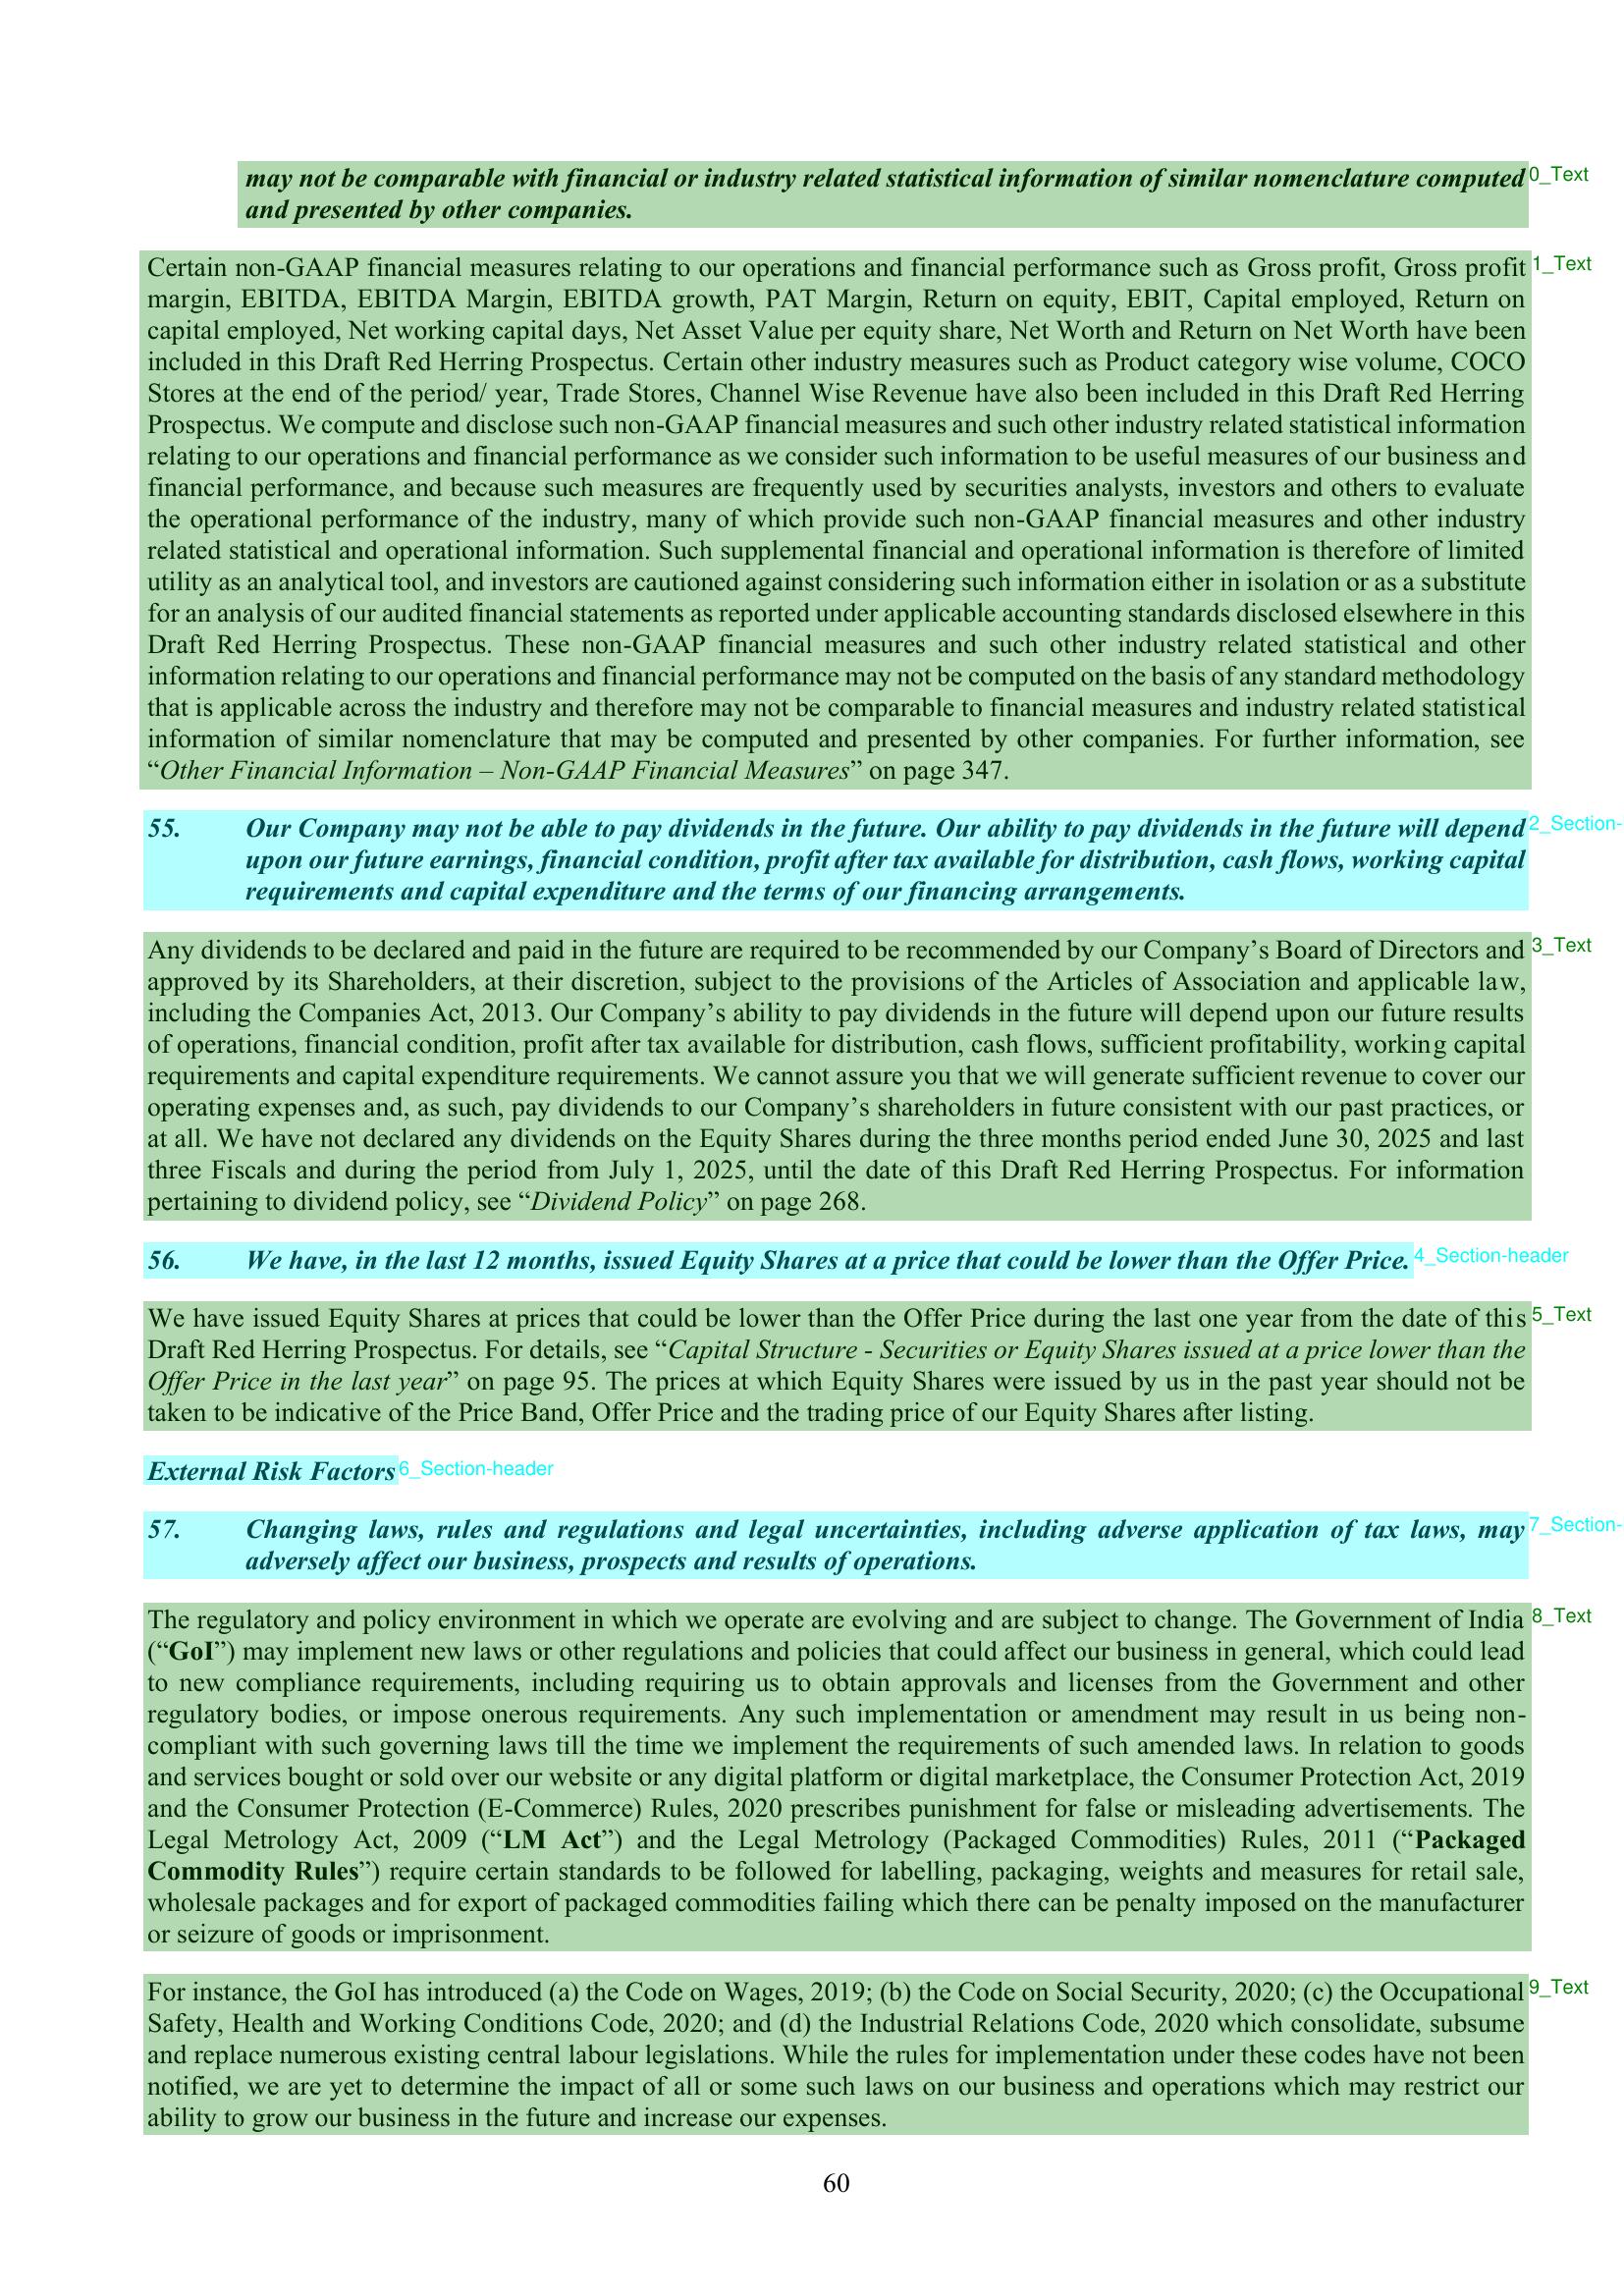 may not be comparable with financial or industry related statistical information of similar nomenclature computed 0_Text
and presented by other companies.
Certain non-GAAP financial measures relating to our operations and financial performance such as Gross profit, Gross profit 1_Text
margin, EBITDA, EBITDA Margin, EBITDA growth, PAT Margin, Return on equity, EBIT, Capital employed, Return on
capital employed, Net working capital days, Net Asset Value per equity share, Net Worth and Return on Net Worth have been
included in this Draft Red Herring Prospectus. Certain other industry measures such as Product category wise volume, COCO
Stores at the end of the period/ year, Trade Stores, Channel Wise Revenue have also been included in this Draft Red Herring
Prospectus. We compute and disclose such non-GAAP financial measures and such other industry related statistical information
relating to our operations and financial performance as we consider such information to be useful measures of our business and
financial performance, and because such measures are frequently used by securities analysts, investors and others to evaluate
the operational performance of the industry, many of which provide such non-GAAP financial measures and other industry
related statistical and operational information. Such supplemental financial and operational information is therefore of limited
utility as an analytical tool, and investors are cautioned against considering such information either in isolation or as a substitute
for an analysis of our audited financial statements as reported under applicable accounting standards disclosed elsewhere in this
Draft Red Herring Prospectus. These non-GAAP financial measures and such other industry related statistical and other
information relating to our operations and financial performance may not be computed on the basis of any standard methodology
that is applicable across the industry and therefore may not be comparable to financial measures and industry related statistical
information of similar nomenclature that may be computed and presented by other companies. For further information, see
“Other Financial Information – Non-GAAP Financial Measures” on page 347.
55. Our Company may not be able to pay dividends in the future. Our ability to pay dividends in the future will depend 2_Section-
upon our future earnings, financial condition, profit after tax available for distribution, cash flows, working capital
requirements and capital expenditure and the terms of our financing arrangements.
Any dividends to be declared and paid in the future are required to be recommended by our Company’s Board of Directors and 3_Text
approved by its Shareholders, at their discretion, subject to the provisions of the Articles of Association and applicable law,
including the Companies Act, 2013. Our Company’s ability to pay dividends in the future will depend upon our future results
of operations, financial condition, profit after tax available for distribution, cash flows, sufficient profitability, working capital
requirements and capital expenditure requirements. We cannot assure you that we will generate sufficient revenue to cover our
operating expenses and, as such, pay dividends to our Company’s shareholders in future consistent with our past practices, or
at all. We have not declared any dividends on the Equity Shares during the three months period ended June 30, 2025 and last
three Fiscals and during the period from July 1, 2025, until the date of this Draft Red Herring Prospectus. For information
pertaining to dividend policy, see “Dividend Policy” on page 268.
56. We have, in the last 12 months, issued Equity Shares at a price that could be lower than the Offer Price. 4_Section-header
We have issued Equity Shares at prices that could be lower than the Offer Price during the last one year from the date of this 5_Text
Draft Red Herring Prospectus. For details, see “Capital Structure - Securities or Equity Shares issued at a price lower than the
Offer Price in the last year” on page 95. The prices at which Equity Shares were issued by us in the past year should not be
taken to be indicative of the Price Band, Offer Price and the trading price of our Equity Shares after listing.
External Risk Factors 6_Section-header
57. Changing laws, rules and regulations and legal uncertainties, including adverse application of tax laws, may 7_Section-
adversely affect our business, prospects and results of operations.
The regulatory and policy environment in which we operate are evolving and are subject to change. The Government of India 8_Text
(“GoI”) may implement new laws or other regulations and policies that could affect our business in general, which could lead
to new compliance requirements, including requiring us to obtain approvals and licenses from the Government and other
regulatory bodies, or impose onerous requirements. Any such implementation or amendment may result in us being non-
compliant with such governing laws till the time we implement the requirements of such amended laws. In relation to goods
and services bought or sold over our website or any digital platform or digital marketplace, the Consumer Protection Act, 2019
and the Consumer Protection (E-Commerce) Rules, 2020 prescribes punishment for false or misleading advertisements. The
Legal Metrology Act, 2009 (“LM Act”) and the Legal Metrology (Packaged Commodities) Rules, 2011 (“Packaged
Commodity Rules”) require certain standards to be followed for labelling, packaging, weights and measures for retail sale,
wholesale packages and for export of packaged commodities failing which there can be penalty imposed on the manufacturer
or seizure of goods or imprisonment.
For instance, the GoI has introduced (a) the Code on Wages, 2019; (b) the Code on Social Security, 2020; (c) the Occupational 9_Text
Safety, Health and Working Conditions Code, 2020; and (d) the Industrial Relations Code, 2020 which consolidate, subsume
and replace numerous existing central labour legislations. While the rules for implementation under these codes have not been
notified, we are yet to determine the impact of all or some such laws on our business and operations which may restrict our
ability to grow our business in the future and increase our expenses.
60